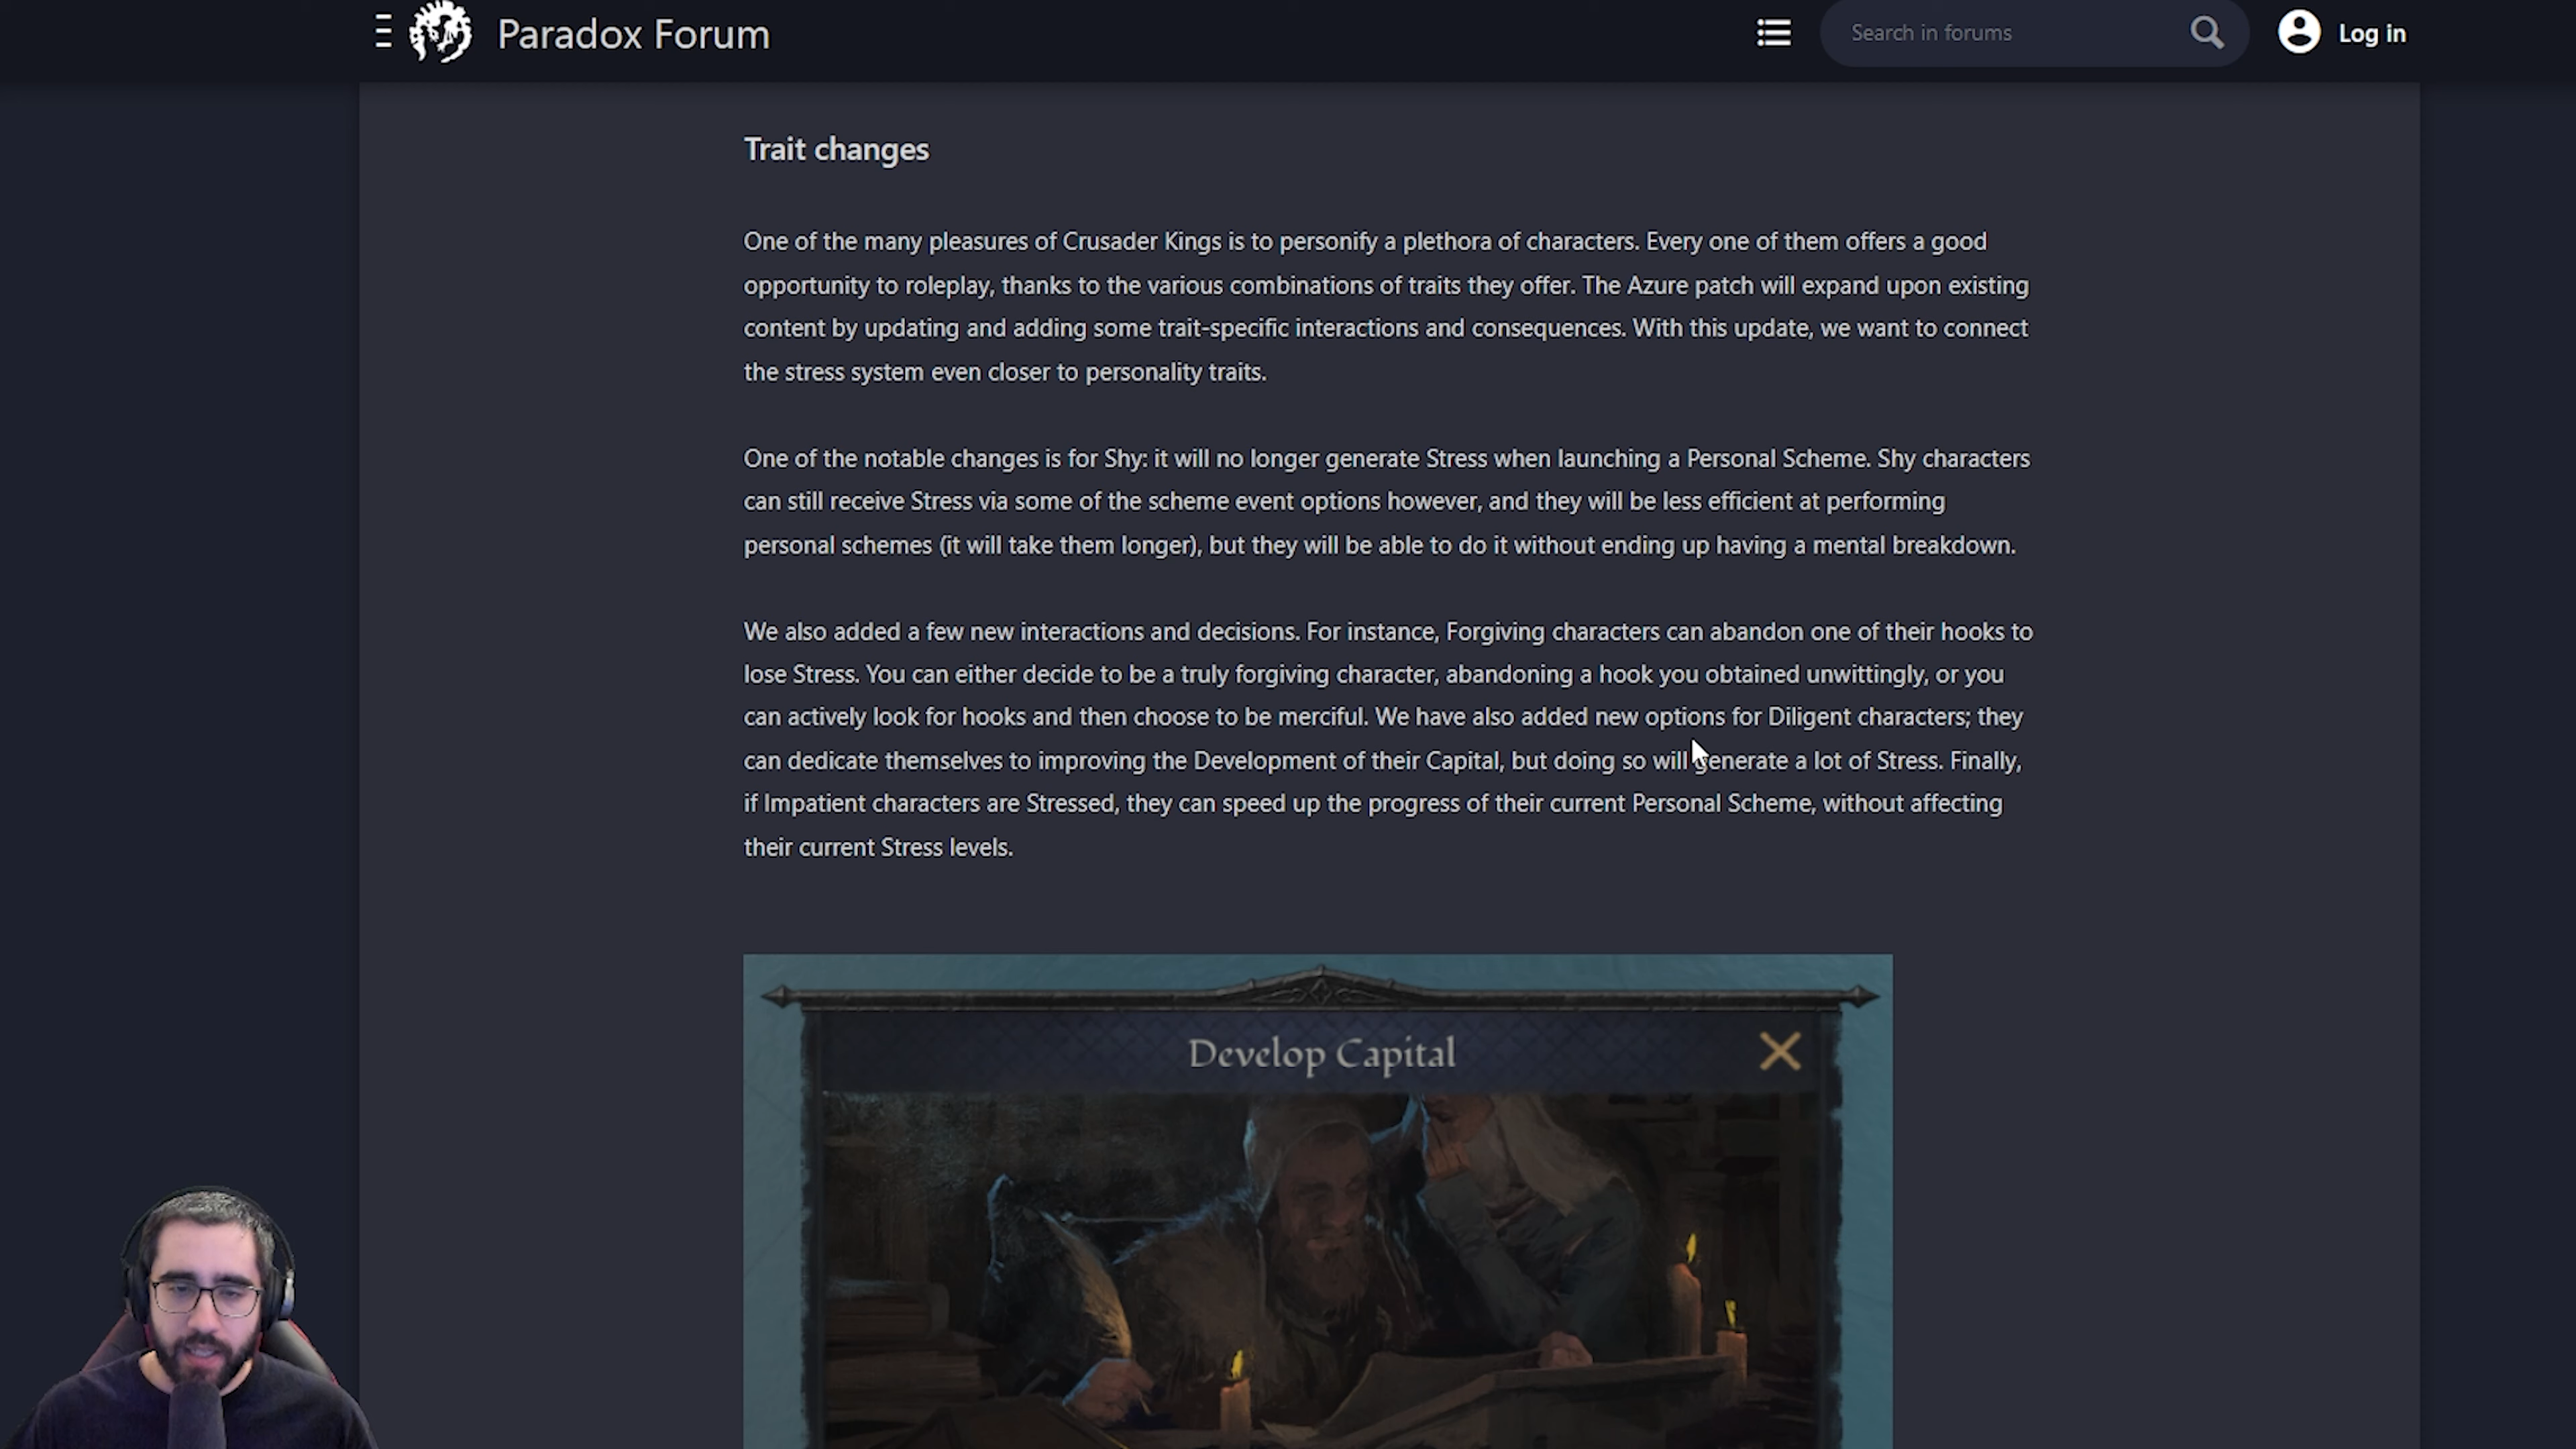 Paradox Forum
Search in forums
Log in
Trait changes
One of the many pleasures of Crusader Kings is to personify a plethora of characters. Every one of them offers a good
opportunity to roleplay, thanks to the various combinations of traits they offer. The Azure patch will expand upon existing
content by updating and adding some trait-specific interactions and consequences. With this update, we want to connect
the stress system even closer to personality traits.
One of the notable changes is for Shy: it will no longer generate Stress when launching a Personal Scheme. Shy characters
can still receive Stress via some of the scheme event options however, and they will be less efficient at performing
personal schemes (it will take them longer), but they will be able to do it without ending up having a mental breakdown.
We also added a few new interactions and decisions. For instance, Forgiving characters can abandon one of their hooks to
lose Stress. You can either decide to be a truly forgiving character, abandoning a hook you obtained unwittingly, or you
can actively look for hooks and then choose to be merciful. We have also added new options for Diligent characters; they
can dedicate themselves to improving the Development of their Capital, but doing so will generate a lot of Stress. Finally,
if Impatient characters are Stressed, they can speed up the progress of their current Personal Scheme, without affecting
their current Stress levels.
Develop Capital